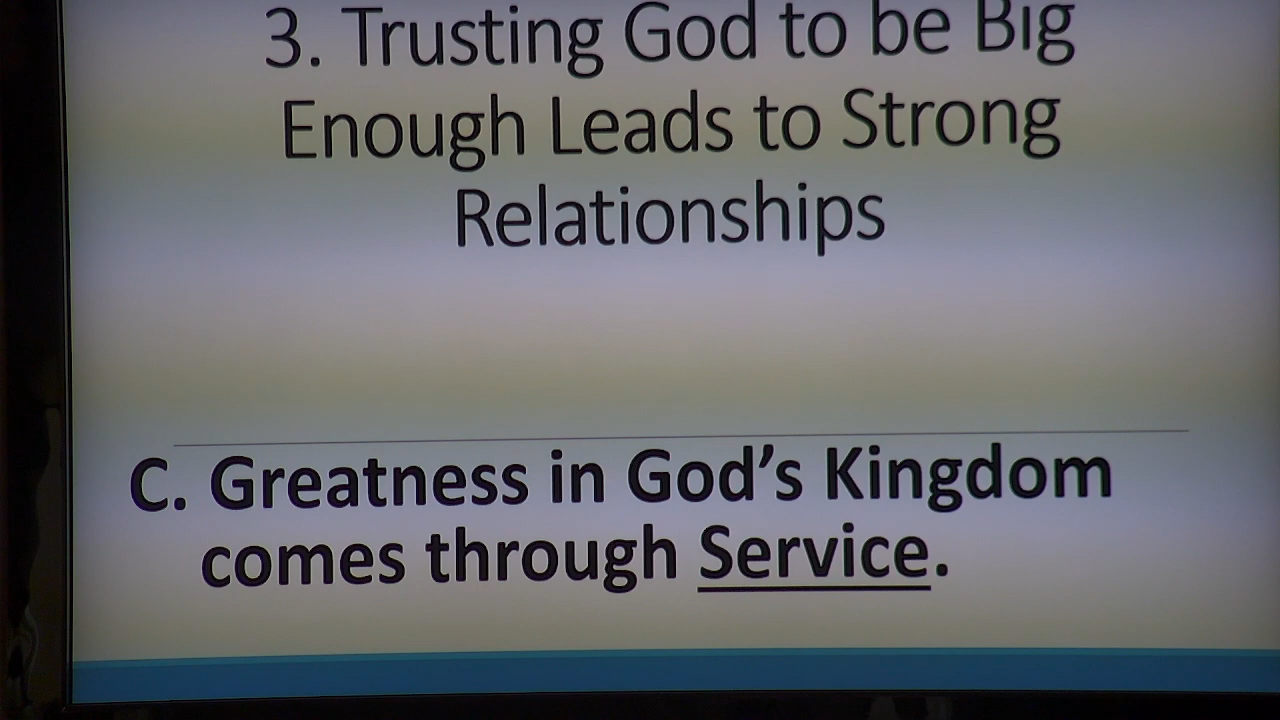 3. Trusting God to be Big
Enough Leads to Strong
Relationships
C. Greatness in God’s Kingdom
comes through Service.